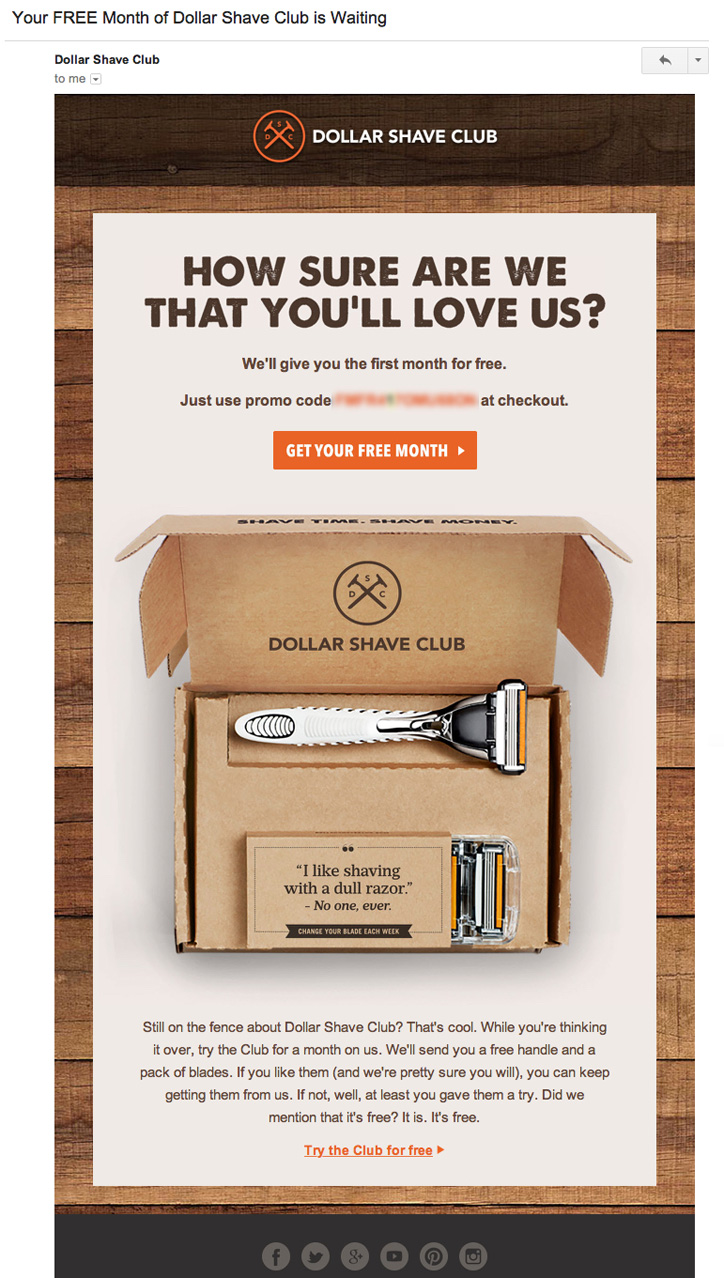 Your FREE Month of Dollar Shave Club is Waiting
Dollar Shave Club
to me
D S C
DOLLAR SHAVE CLUB
HOW SURE ARE WE
THAT YOU'LL LOVE US?
We'll give you the first month for free.
Just use promo code at checkout.
GET YOUR FREE MONTH
SHAVE TIME. SHAVE MONEY.
D S C
DOLLAR SHAVE CLUB
“I like shaving
with a dull razor.”
- No one, ever.
CHANGE YOUR BLADE EACH WEEK
Still on the fence about Dollar Shave Club? That's cool. While you're thinking
it over, try the Club for a month on us. We'll send you a free handle and a
pack of blades. If you like them (and we're pretty sure you will), you can keep
getting them from us. If not, well, at least you gave them a try. Did we
mention that it's free? It is. It's free.
Try the Club for free